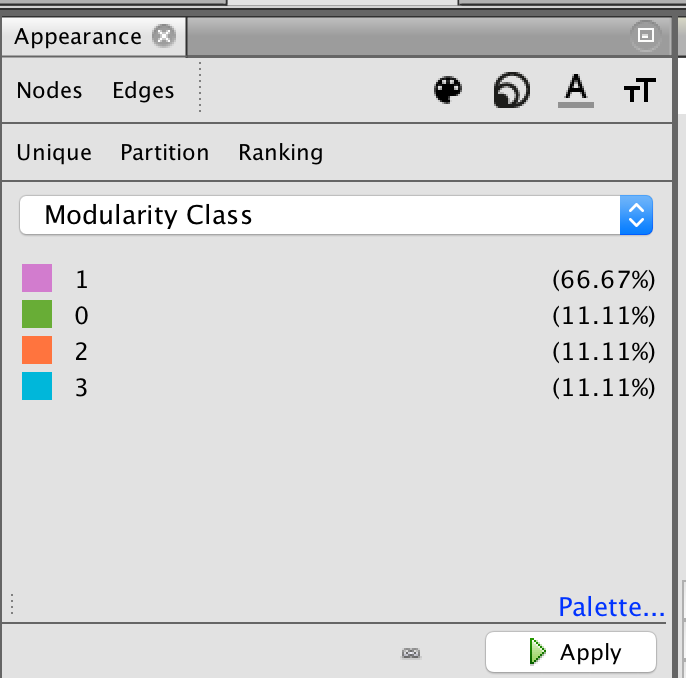 Appearance
Nodes Edges A TT
Unique Partition Ranking
Modularity Class
1 (66.67%)
0 (11.11%)
2 (11.11%)
3 (11.11%)
Palette...
Apply